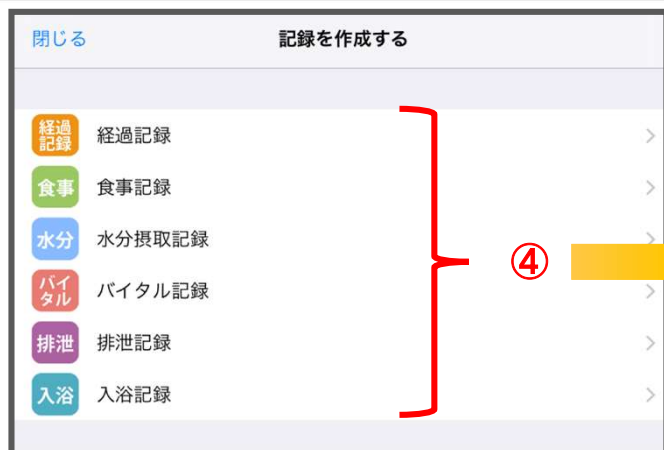 閉じる 記録を作成する
経過
記録 経過記録
食事 食事記録
水分 水分摂取記録
④
バイ
タル バイタル記録
排泄 排泄記録
入浴 入浴記録